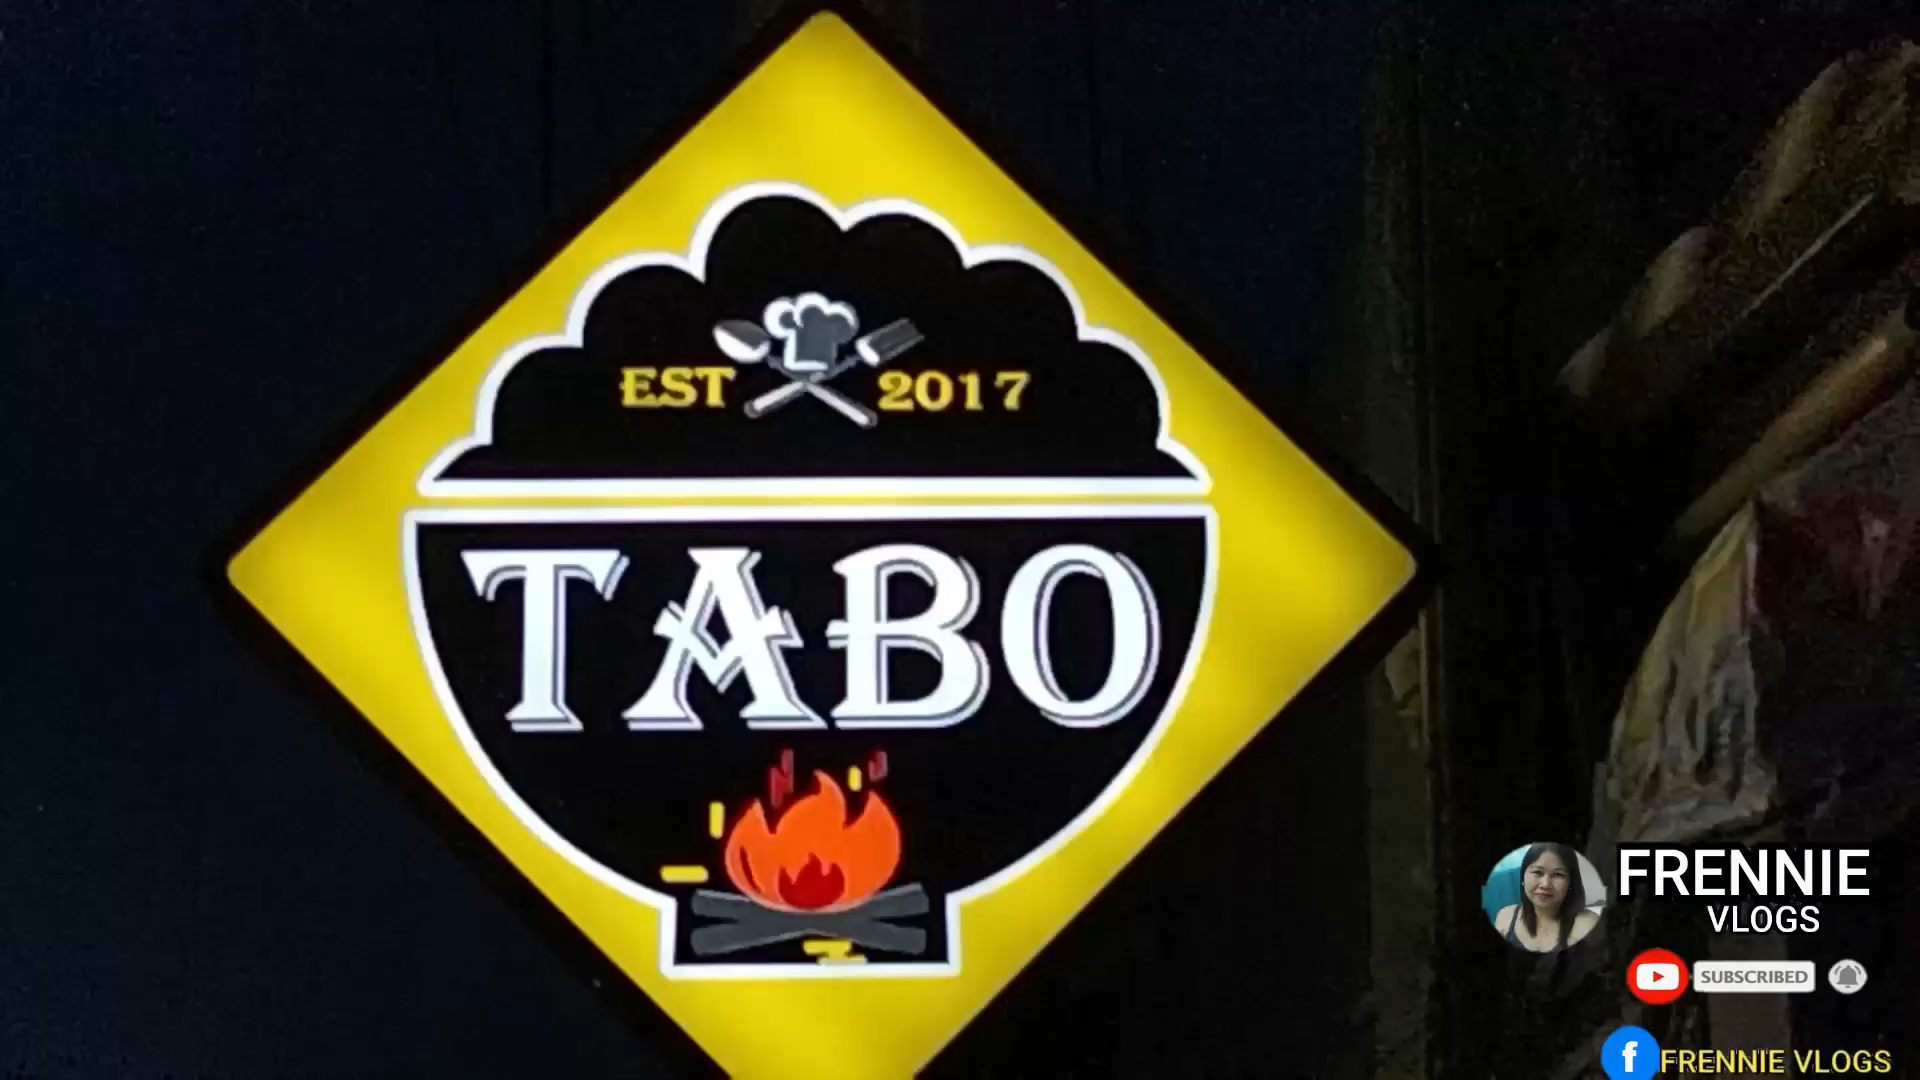 EST 2017
TABO
FRENNIE
VLOGS
SUBSCRIBED
FRENNIE VLOGS